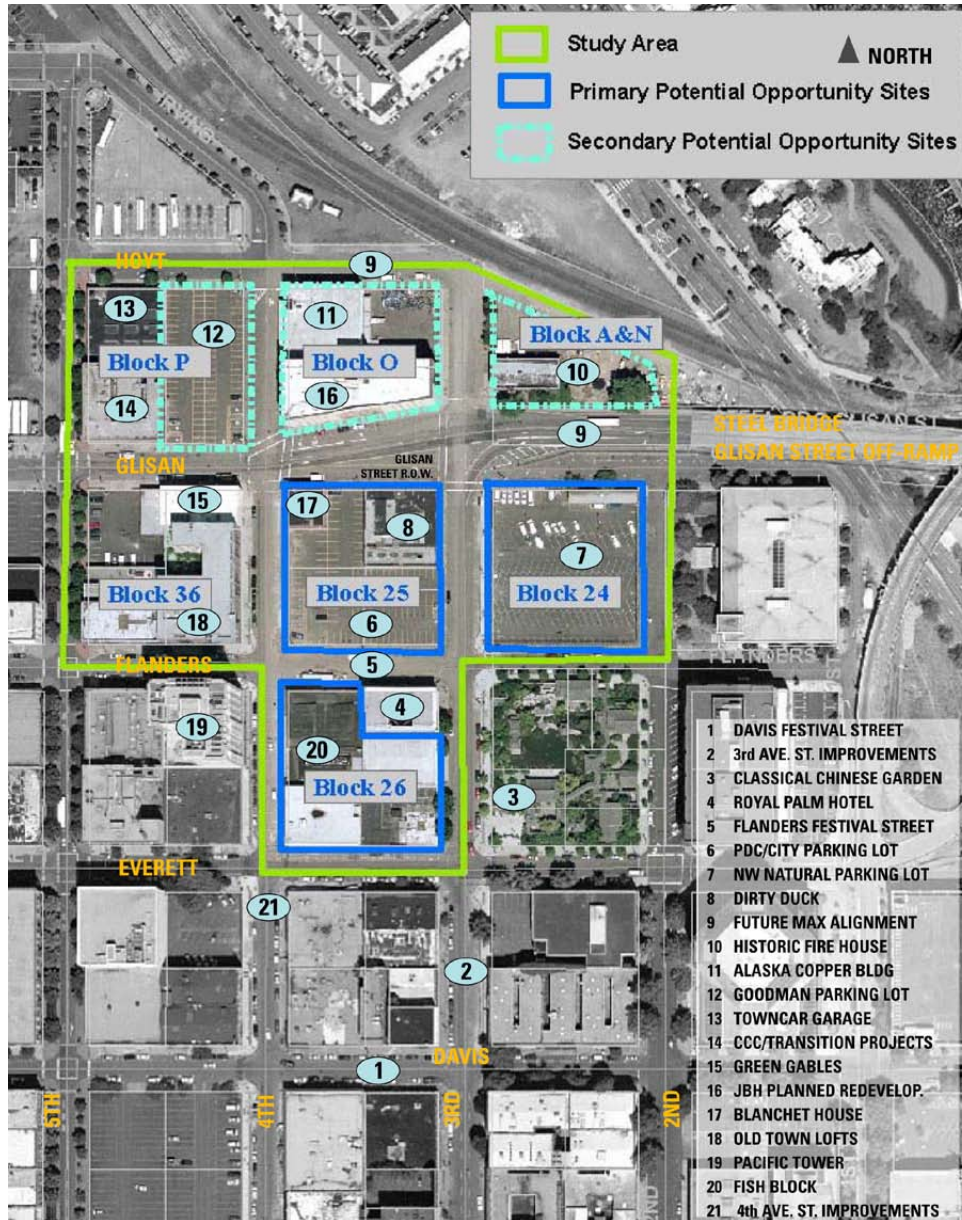 Study Area
NORTH
Primary Potential Opportunity Sites
Secondary Potential Opportunity Sites
HOYT
9
13
11
12
Block P
Block O
Block A&N
10
14
16
9
STEEL BRIDGE
GLISAN STREET OFF-RAMP
GLISAN ST
GLISAN
GLISAN
STREET R.O.W.
15
17
8
7
Block 36
Block 25
Block 24
18
6
FLANDERS
5
FLANDERS
4
19
20
Block 26
3
EVERETT
21
2
DAVIS
1
5TH
4TH
3RD
2ND
2ND
1 DAVIS FESTIVAL STREET
2 3rd AVE. ST. IMPROVEMENTS
3 CLASSICAL CHINESE GARDEN
4 ROYAL PALM HOTEL
5 FLANDERS FESTIVAL STREET
6 PDC/CITY PARKING LOT
7 NW NATURAL PARKING LOT
8 DIRTY DUCK
9 FUTURE MAX ALIGNMENT
10 HISTORIC FIRE HOUSE
11 ALASKA COPPER BLDG
12 GOODMAN PARKING LOT
13 TOWNCAR GARAGE
14 CCC/TRANSITION PROJECTS
15 GREEN GABLES
16 JBH PLANNED REDEVELOP.
17 BLANCHET HOUSE
18 OLD TOWN LOFTS
19 PACIFIC TOWER
20 FISH BLOCK
21 4th AVE. ST. IMPROVEMENTS